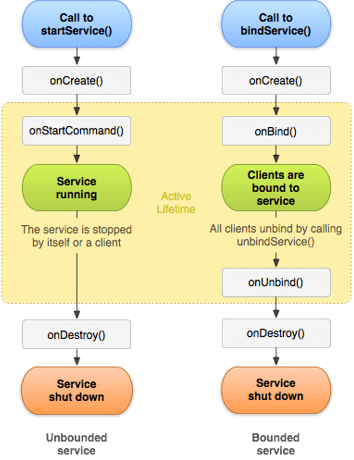 Call to
startService()
onCreate()
onStartCommand()
Service
running
The service is stopped
by itself or a client
onDestroy()
Service
shut down
Unbounded
service
Active
Lifetime
Call to
bindService()
onCreate()
onBind()
Clients are
bound to
service
All clients unbind by calling
unbindService()
onUnbind()
onDestroy()
Service
shut down
Bounded
service